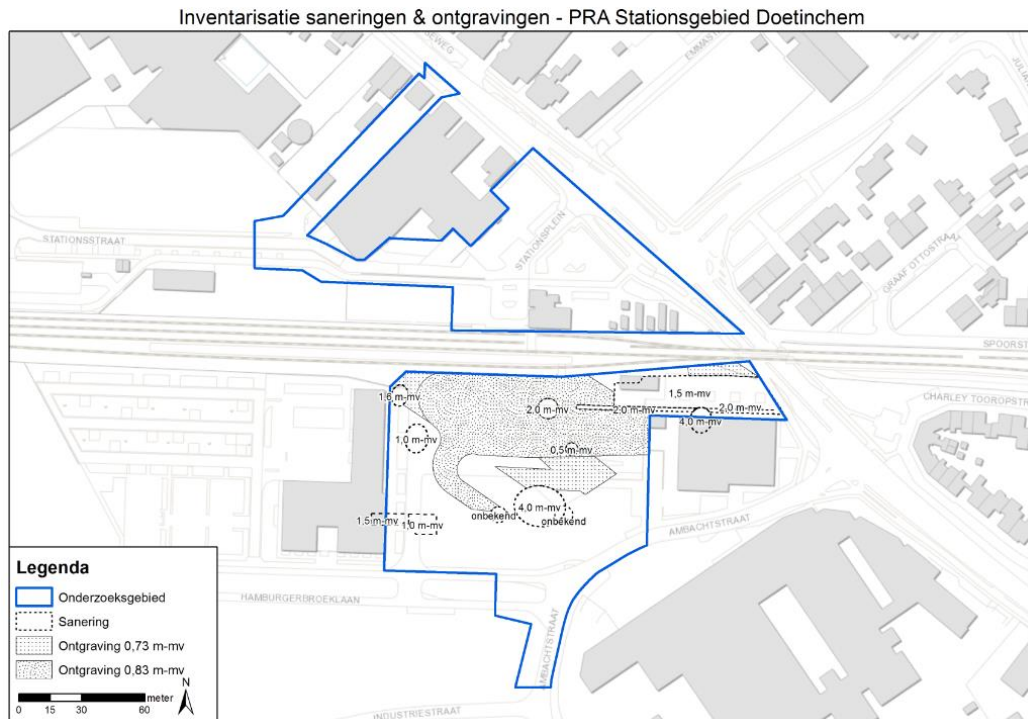 Inventarisatie saneringen & ontgravingen - PRA Stationsgebied Doetinchem
EMMAST
STATIONSSTRAAT
STATIONSPLEIN
GRAAF OTTOSTRAAT
SPOORST
CHARLEY TOOROPSTR
1,6 m-mv
2,0 m-mv
1,5 m-mv
2,0 m-mv
2,0 m-mv
4,0 m-mv
1,0 m-mv
0,5 m-mv
4,0 m-mv
onbekend
onbekend
1,5 m-mv
1,0 m-mv
AMBACHTSTRAAT
HAMBURGERBROEKLAAN
AMBACHTSTRAAT
INDUSTRIESTRAAT
Legenda
Onderzoeksgebied
Sanering
Ontgraving 0,73 m-mv
Ontgraving 0,83 m-mv
meter
0 15 30 60
N